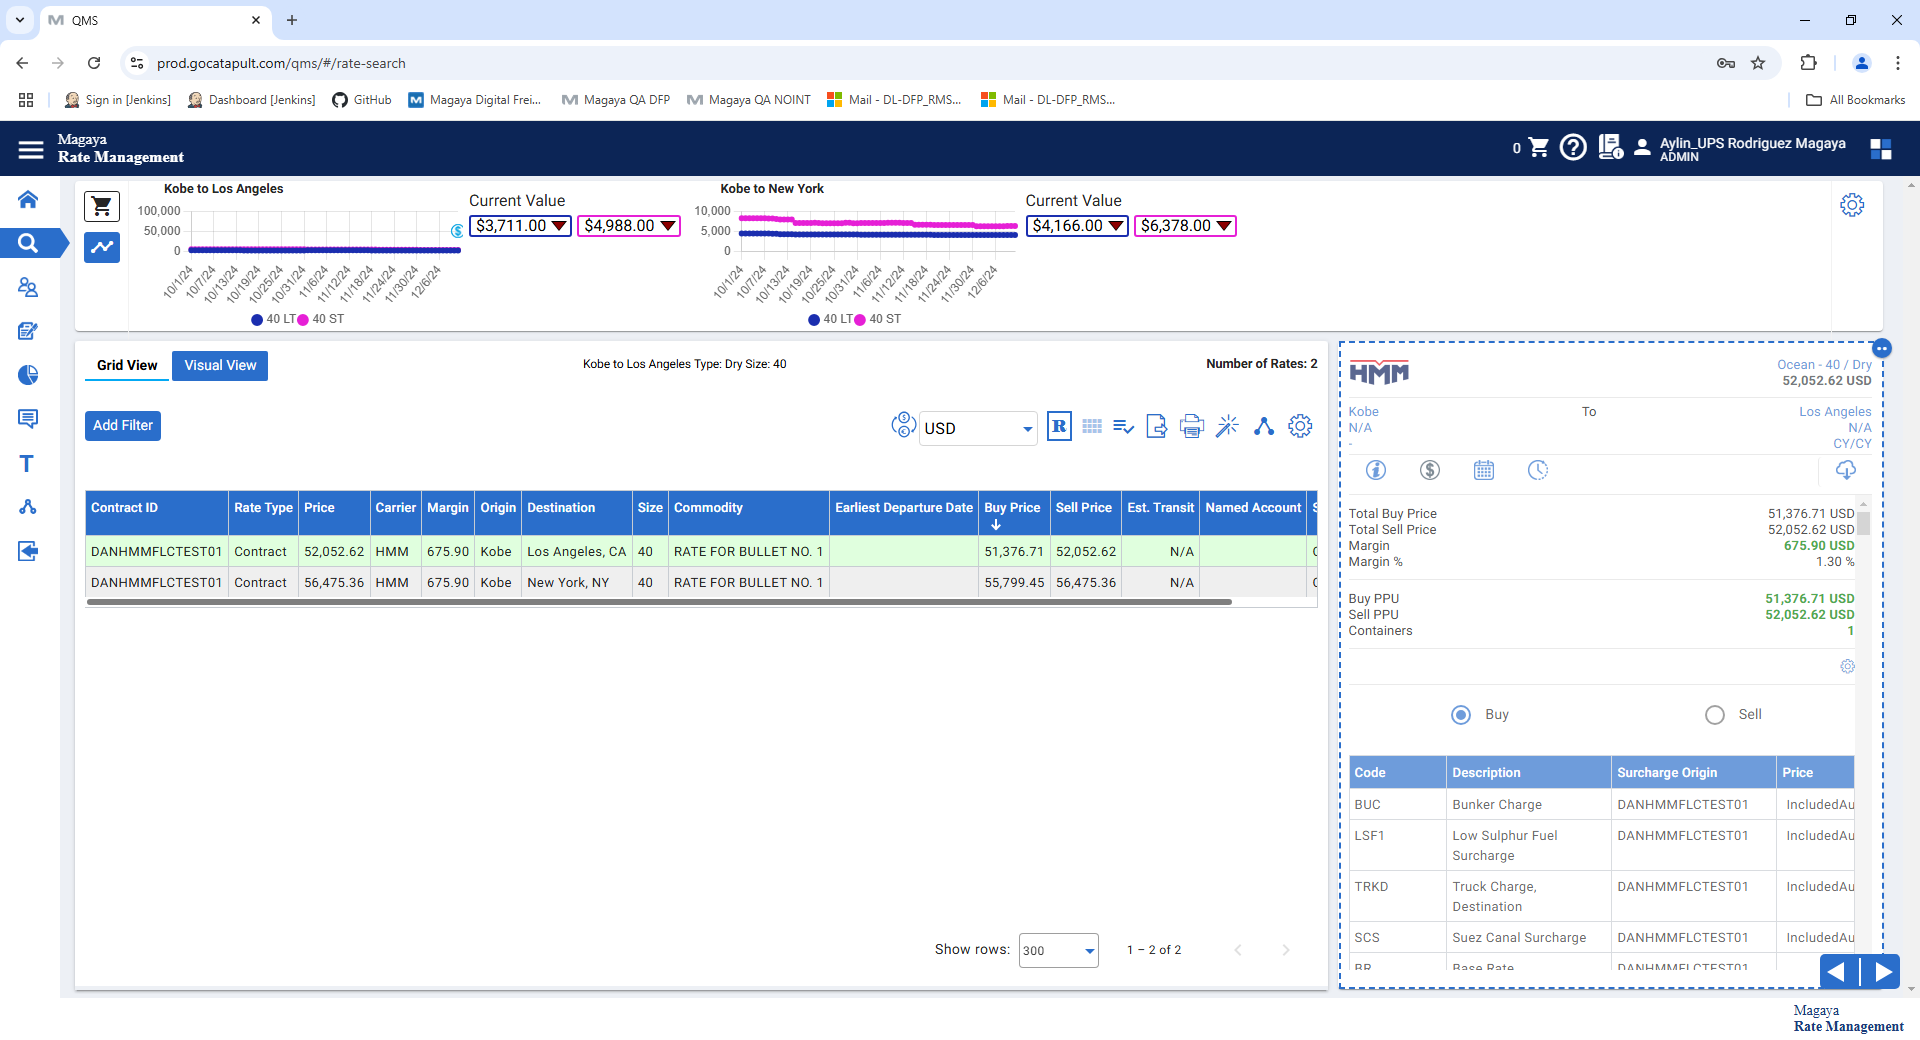 QMS
prod.gocatapult.com/qms/#/rate-search
Sign in [Jenkins]
Dashboard [Jenkins]
GitHub
Magaya Digital Frei...
Magaya QA DFP
Magaya QA NOINT
Mail - DL-DFP_RMS...
Mail - DL-DFP_RMS...
All Bookmarks
Magaya
Rate Management
0
Aylin_UPS Rodriguez Magaya
ADMIN
Kobe to Los Angeles
100,000
50,000
0
10/1/24
10/7/24
10/13/24
10/19/24
10/25/24
10/31/24
11/6/24
11/12/24
11/18/24
11/24/24
11/30/24
12/6/24
40 LT
40 ST
Current Value
$3,711.00
$4,988.00
Kobe to New York
10,000
5,000
0
10/1/24
10/7/24
10/13/24
10/19/24
10/25/24
10/31/24
11/6/24
11/12/24
11/18/24
11/24/24
11/30/24
12/6/24
40 LT
40 ST
Current Value
$4,166.00
$6,378.00
Grid View
Visual View
Kobe to Los Angeles Type: Dry Size: 40
Number of Rates: 2
Add Filter
USD
R
Contract ID Rate Type Price Carrier Margin Origin Destination Size Commodity Earliest Departure Date Buy Price Sell Price Est. Transit Named Account
DANHMMFLCTEST01 Contract 52,052.62 HMM 675.90 Kobe Los Angeles, CA 40 RATE FOR BULLET NO. 1 51,376.71 52,052.62 N/A
DANHMMFLCTEST01 Contract 56,475.36 HMM 675.90 Kobe New York, NY 40 RATE FOR BULLET NO. 1 55,799.45 56,475.36 N/A
Show rows:
300
1 – 2 of 2
HMM
Ocean - 40 / Dry
52,052.62 USD
Kobe To Los Angeles
N/A N/A
- CY/CY
Total Buy Price 51,376.71 USD
Total Sell Price 52,052.62 USD
Margin 675.90 USD
Margin % 1.30 %
Buy PPU 51,376.71 USD
Sell PPU 52,052.62 USD
Containers 1
Buy
Sell
Code Description Surcharge Origin Price
BUC Bunker Charge DANHMMFLCTEST01 IncludedAu
LSF1 Low Sulphur Fuel DANHMMFLCTEST01 IncludedAu
Surcharge
TRKD Truck Charge, DANHMMFLCTEST01 IncludedAu
Destination
SCS Suez Canal Surcharge DANHMMFLCTEST01 IncludedAu
BR Base Rate DANHMMFLCTEST01
T
Magaya
Rate Management